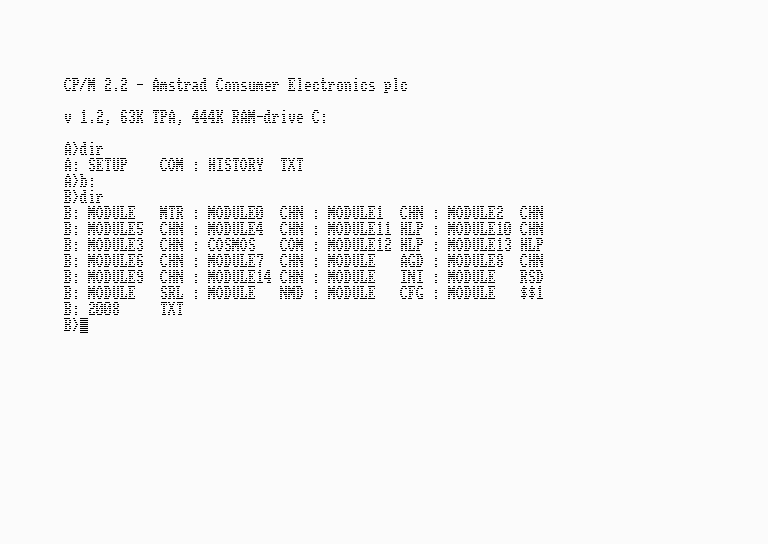 CP/M 2.2 - Amstrad Consumer Electronics plc
v 1.2, 63K TPA, 444K RAM-drive C:
A>dir
A: SETUP    COM : HISTORY  TXT
A>b:
B>dir
B: MODULE   MTR : MODULE0  CHN : MODULE1  CHN : MODULE2  CHN
B: MODULE5  CHN : MODULE4  CHN : MODULE11 HLP : MODULE10 CHN
B: MODULE3  CHN : COSMOS   COM : MODULE12 HLP : MODULE13 HLP
B: MODULE6  CHN : MODULE7  CHN : MODULE   AGD : MODULE8  CHN
B: MODULE9  CHN : MODULE14 CHN : MODULE   INI : MODULE   RSD
B: MODULE   SRL : MODULE   NMD : MODULE   CFG : MODULE   $$1
B: 2008     TXT
B>